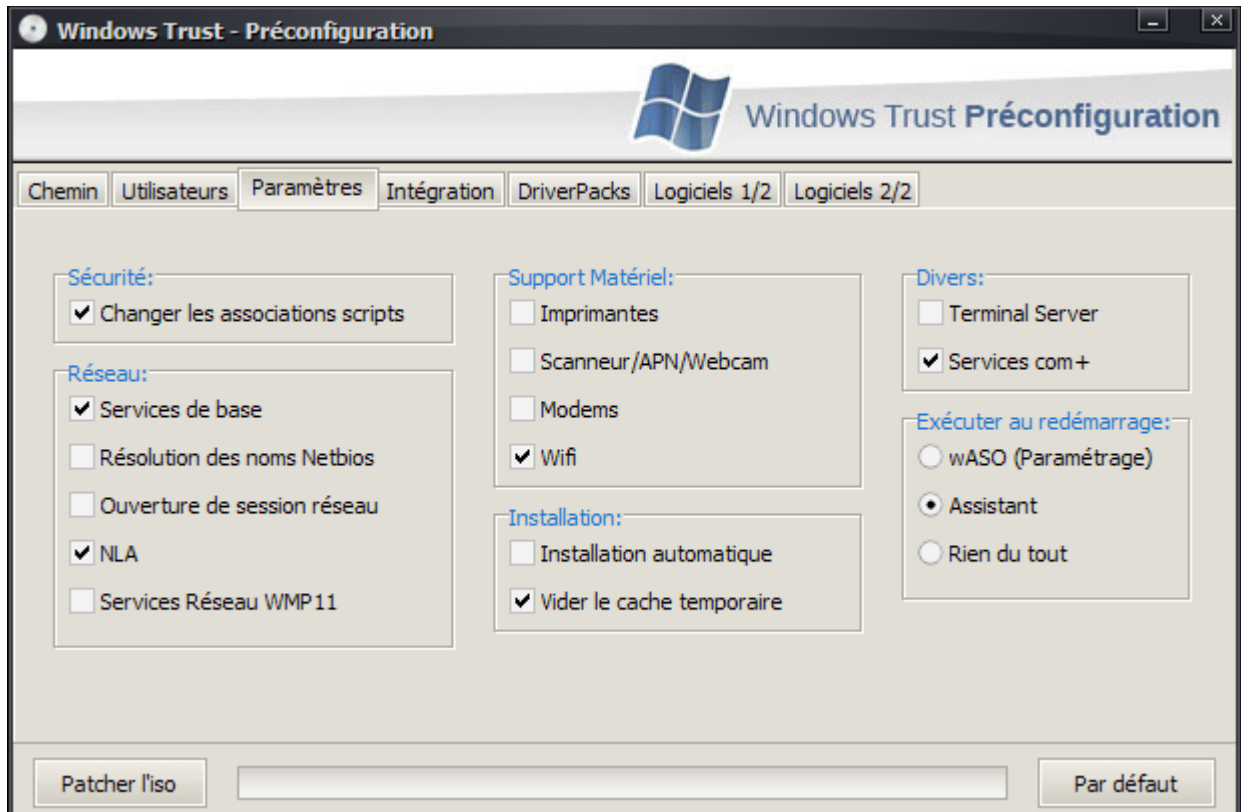 Windows Trust - Préconfiguration
Windows Trust Préconfiguration
Chemin Utilisateurs Paramètres Intégration DriverPacks Logiciels 1/2 Logiciels 2/2
Sécurité:
Changer les associations scripts
Réseau:
Services de base
Résolution des noms Netbios
Ouverture de session réseau
NLA
Services Réseau WMP11
Support Matériel:
Imprimantes
Scanneur/APN/Webcam
Modems
Wifi
Installation:
Installation automatique
Vider le cache temporaire
Divers:
Terminal Server
Services com+
Exécuter au redémarrage:
wASO (Paramétrage)
Assistant
Rien du tout
Patcher l'iso
Par défaut